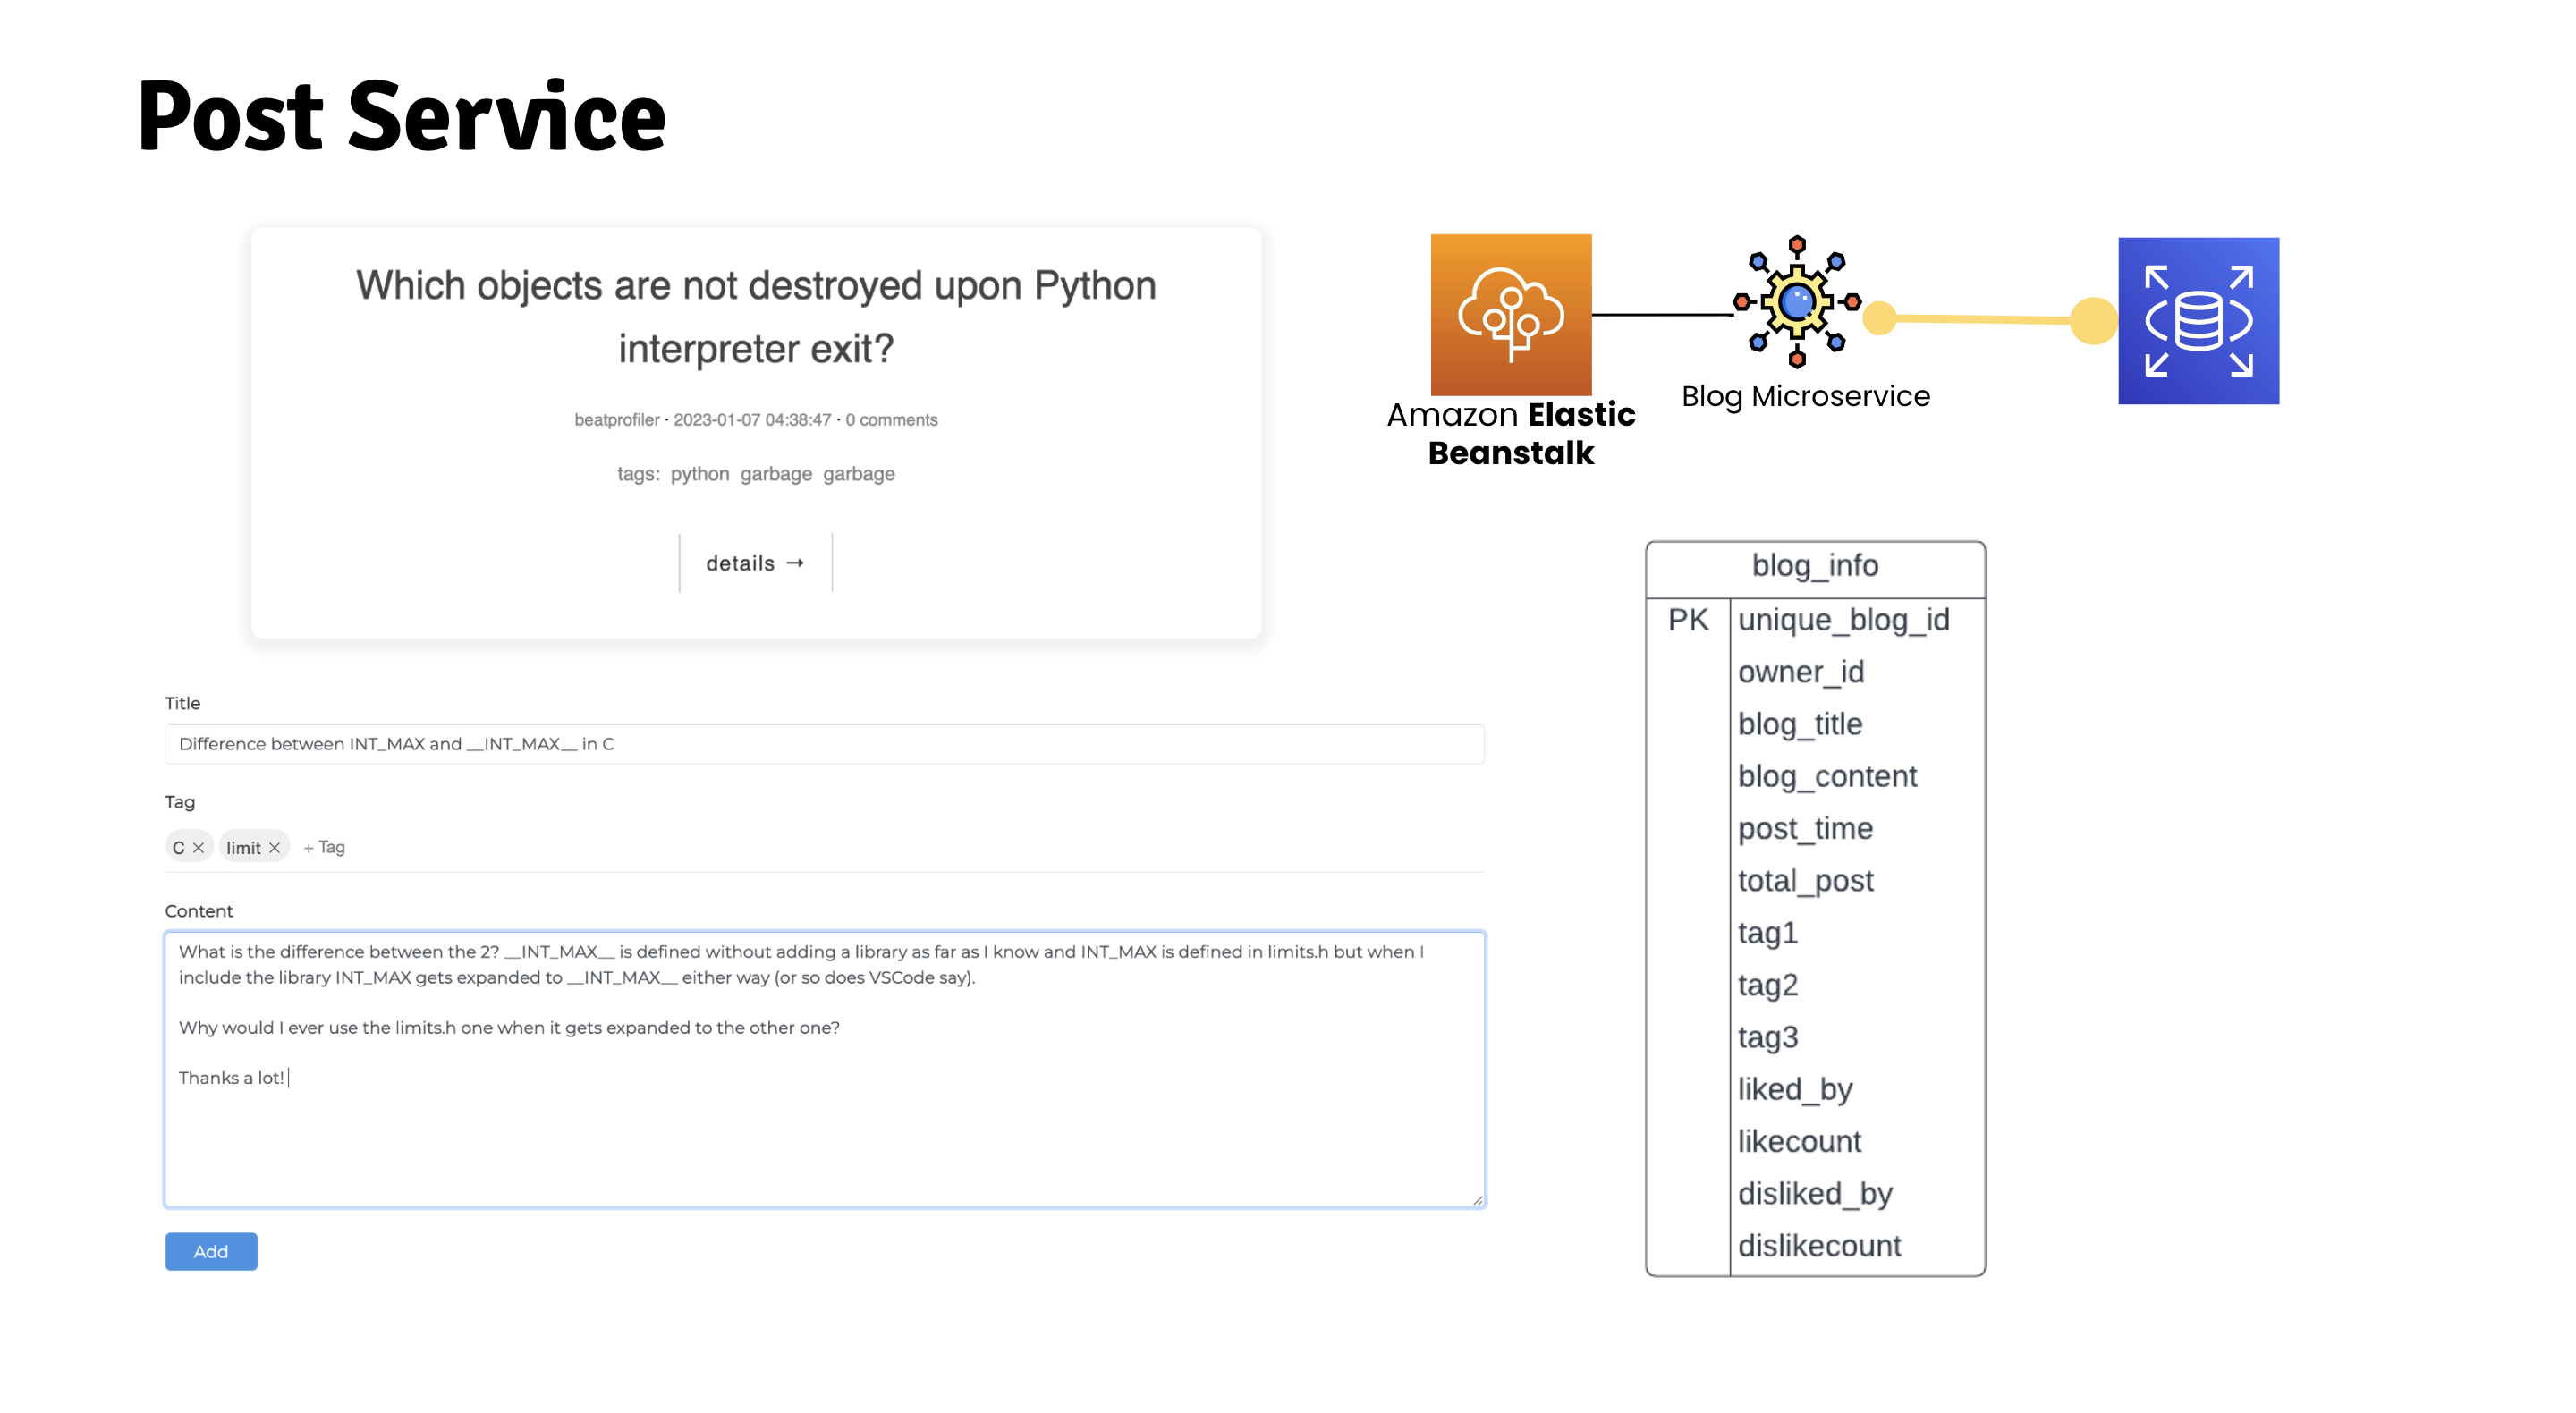 Post Service
Which objects are not destroyed upon Python
interpreter exit?
beatprofiler · 2023-01-07 04:38:47 · 0 comments
tags: python garbage garbage
details →
Title
Difference between INT_MAX and __INT_MAX__ in C
Tag
C × limit × + Tag
Content
What is the difference between the 2? __INT_MAX__ is defined without adding a library as far as I know and INT_MAX is defined in limits.h but when I
include the library INT_MAX gets expanded to __INT_MAX__ either way (or so does VSCode say).
Why would I ever use the limits.h one when it gets expanded to the other one?
Thanks a lot!
Add
Amazon Elastic
Beanstalk
Blog Microservice
blog_info
PK unique_blog_id
owner_id
blog_title
blog_content
post_time
total_post
tag1
tag2
tag3
liked_by
likecount
disliked_by
dislikecount